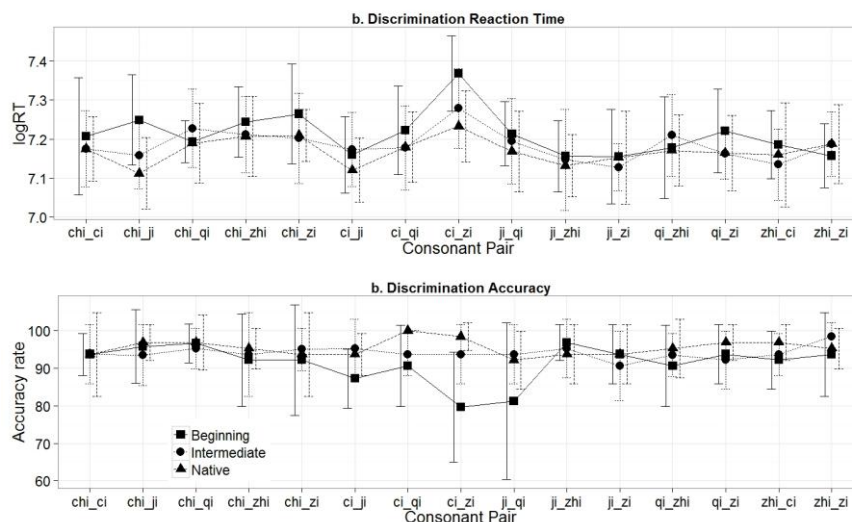 b. Discrimination Reaction Time
logRT
7.4
7.3
7.2
7.1
7.0
chi_ci chi_ji chi_qi chi_zhi chi_zi ci_ji ci_qi ci_zi ji_qi ji_zhi ji_zi qi_zhi qi_zi zhi_ci zhi_zi
Consonant Pair
b. Discrimination Accuracy
Accuracy rate
100
90
80
70
60
Beginning
Intermediate
Native
chi_ci chi_ji chi_qi chi_zhi chi_zi ci_ji ci_qi ci_zi ji_qi ji_zhi ji_zi qi_zhi qi_zi zhi_ci zhi_zi
Consonant Pair